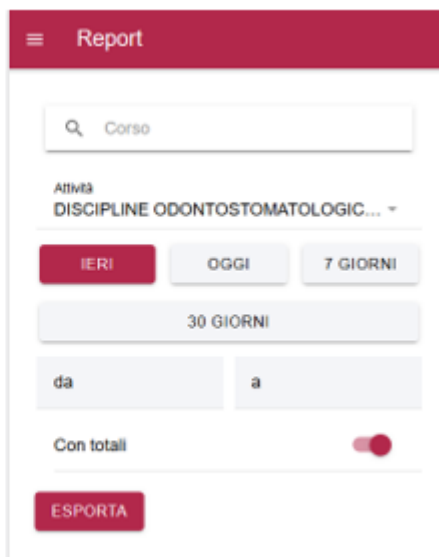 Report
Corso
Attività
DISCIPLINE ODONTOSTOMATOLOGIC...
IERI OGGI 7 GIORNI
30 GIORNI
da a
Con totali
ESPORTA